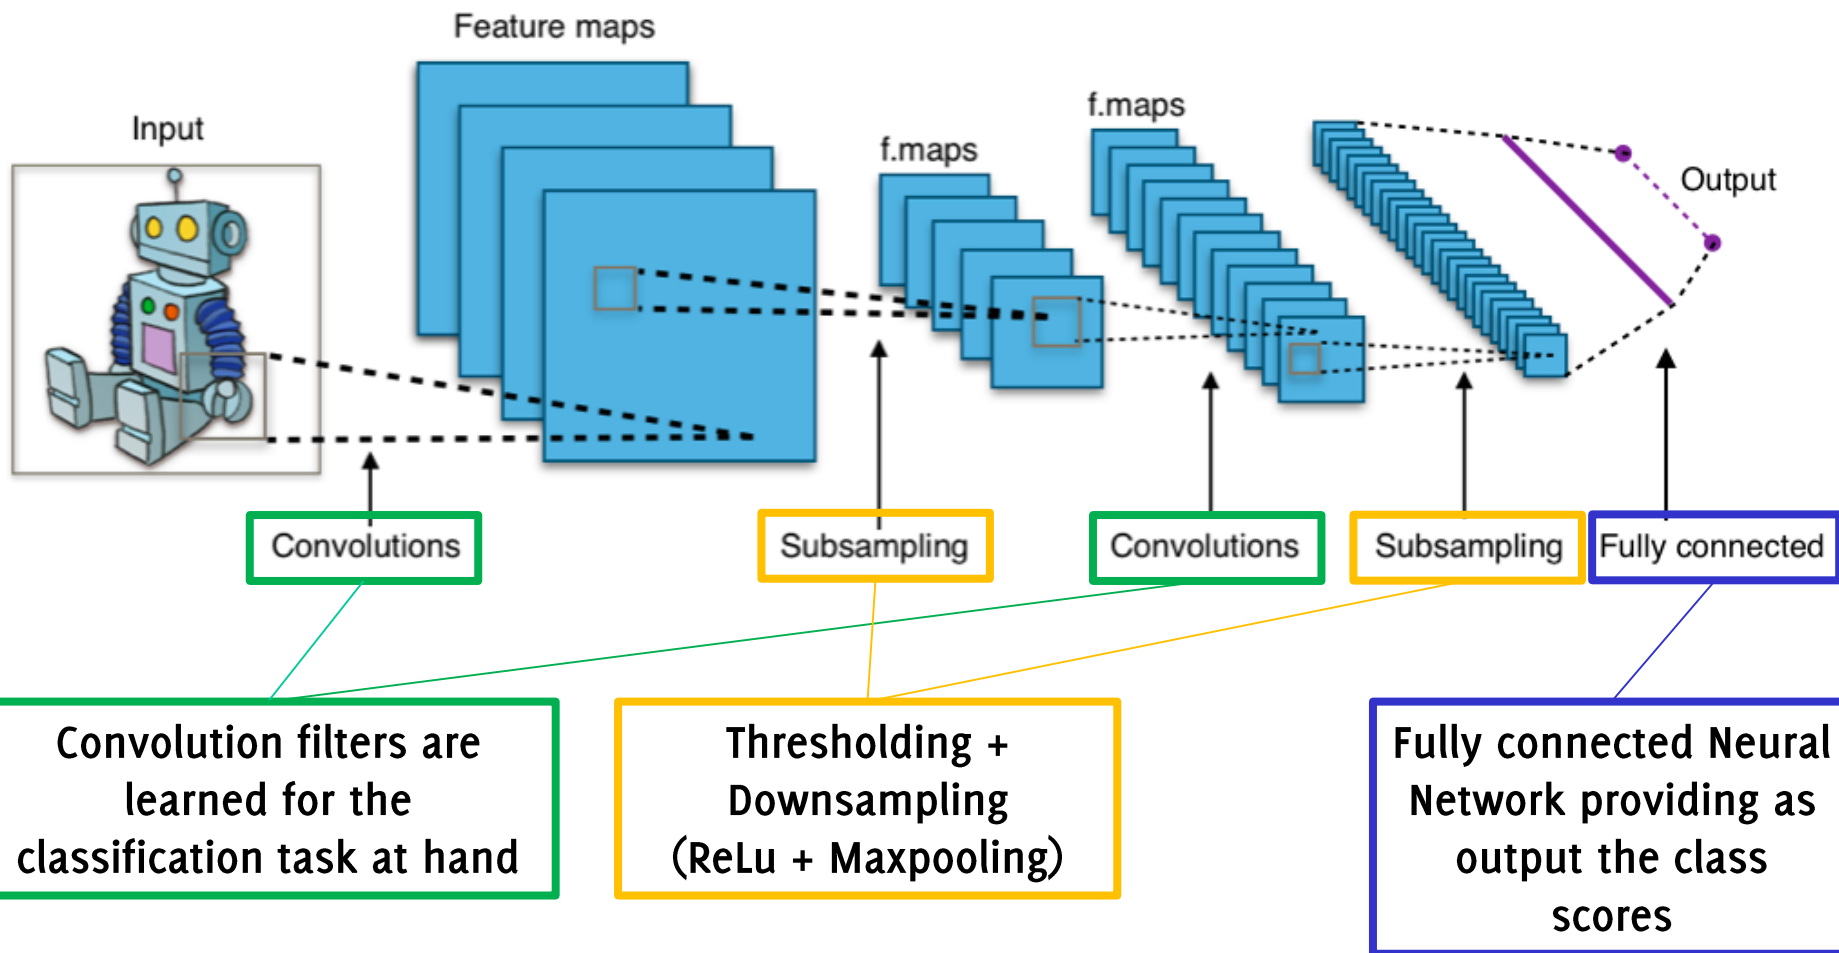 Feature maps
f.maps
Input
f.maps
Output
Convolutions
Subsampling
Convolutions
Subsampling
Fully connected
Convolution filters are
learned for the
classification task at hand
Thresholding +
Downsampling
(ReLu + Maxpooling)
Fully connected Neural
Network providing as
output the class
scores